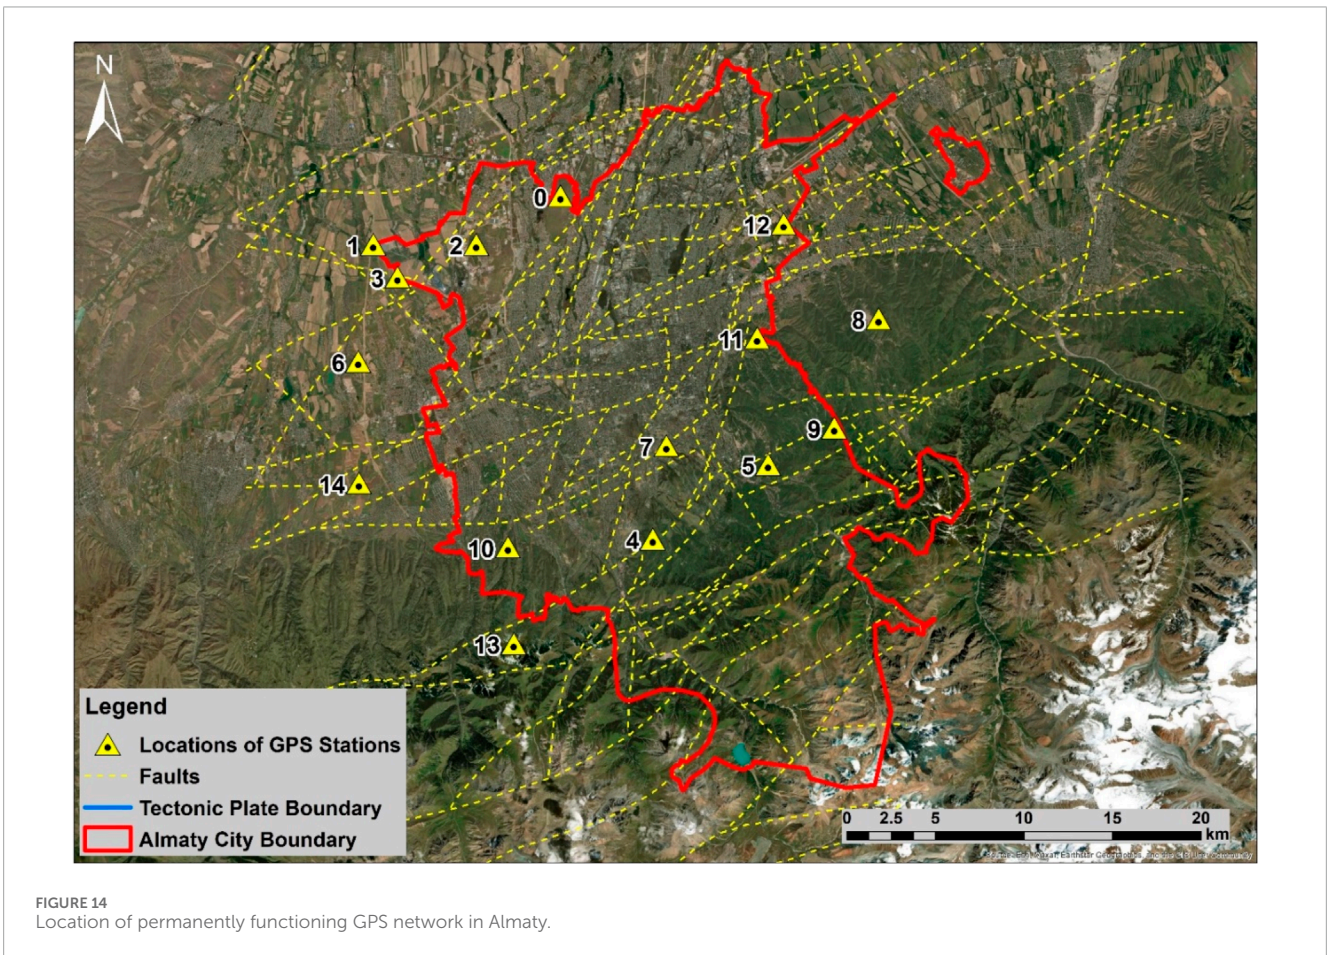 N
0
12
1
2
3
8
11
6
9
7
5
14
4
10
13
Legend
Locations of GPS Stations
Faults
Tectonic Plate Boundary
Almaty City Boundary
0 2.5 5 10 15 20
km
FIGURE 14
Location of permanently functioning GPS network in Almaty.